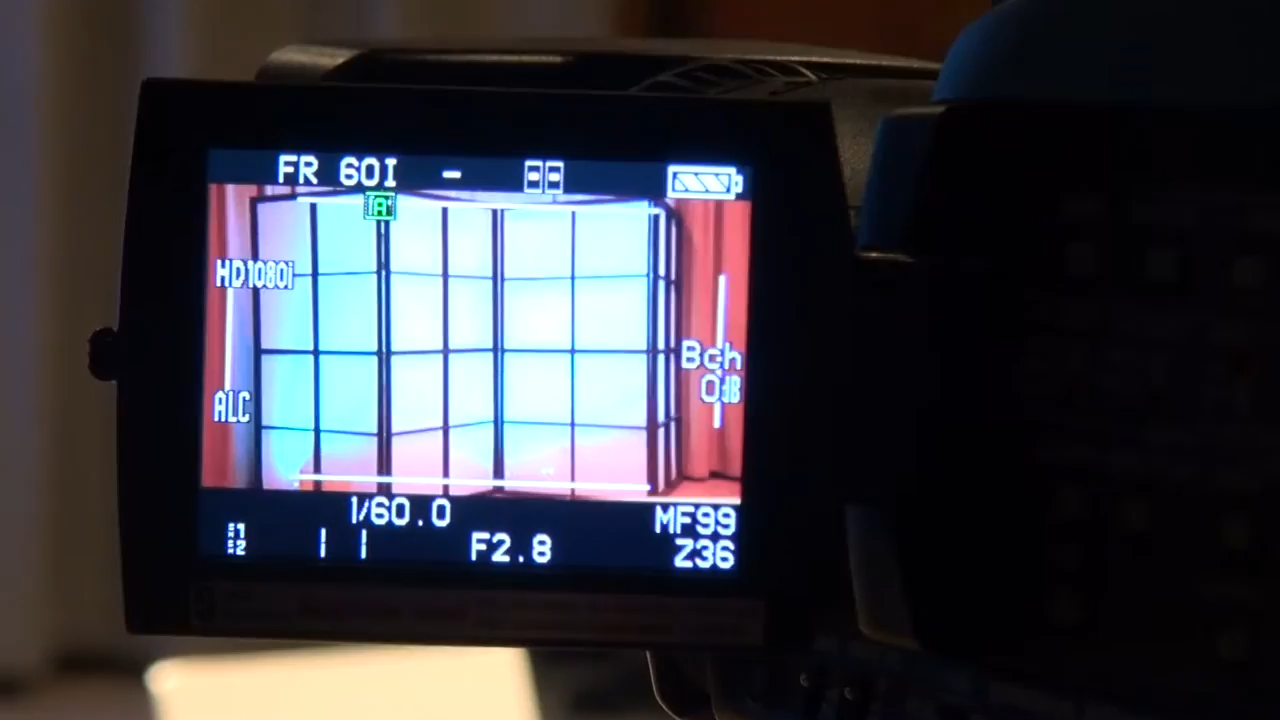 FR 60I -
A
HD1080i
Bch
0dB
ALC
1/60.0
MF99
F2.8
Z36